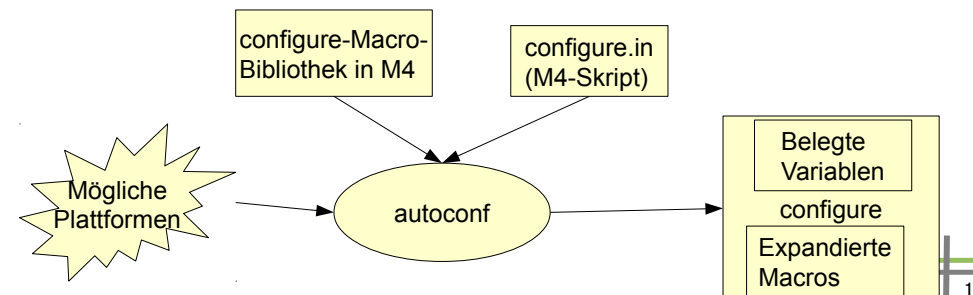 configure-Macro-
Bibliothek in M4
configure.in
(M4-Skript)
Mögliche
Plattformen
autoconf
Belegte
Variablen
configure
Expandierte
Macros
1